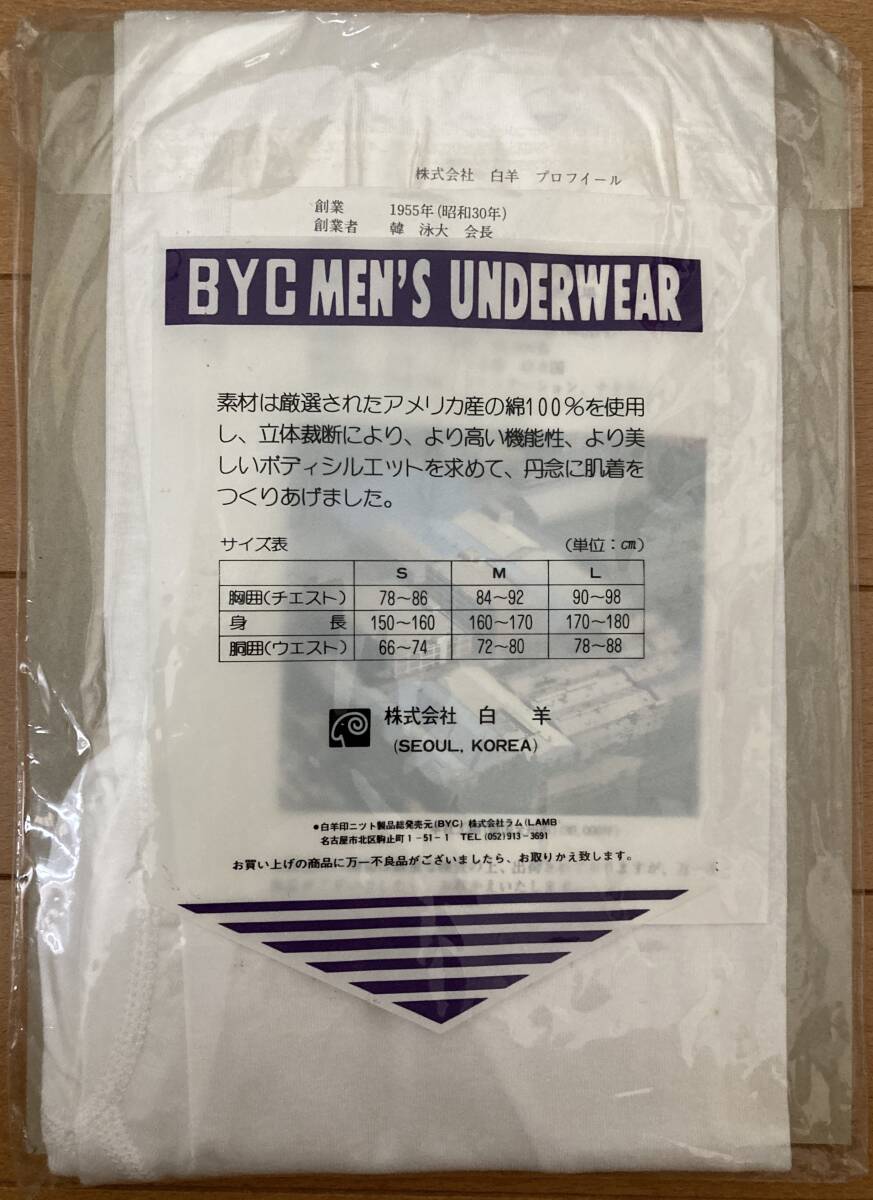 株式会社 白羊 プロフイール
創業 1955年(昭和30年)
創業者 韓 泳大 会長
BYC MEN'S UNDERWEAR
素材は厳選されたアメリカ産の綿100%を使用
し、立体裁断により、より高い機能性、より美
しいボディシルエットを求めて、丹念に肌着を
つくりあげました。
サイズ表 (単位:cm)
S M L
胸囲(チエスト) 78〜86 84〜92 90〜98
身長 150〜160 160〜170 170〜180
胴囲(ウエスト) 66〜74 72〜80 78〜88
株式会社 白羊
(SEOUL, KOREA)
●白羊印ニット製品総発売元(BYC) 株式会社ラム(LAMB
名古屋市北区駒止町1-51-1 TEL (052)913-3691
お買い上げの商品に万一不良品がございましたら、お取りかえ致します。